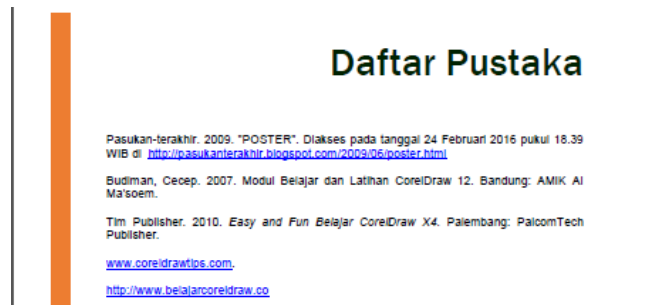 Daftar Pustaka
Pasukan-terakhir. 2009. "POSTER". Diakses pada tanggal 24 Februari 2016 pukul 18.39
WIB di http://pasukanterakhir.blogspot.com/2009/06/poster.html
Budiman, Cecep. 2007. Modul Belajar dan Latihan CorelDraw 12. Bandung: AMIK Al
Ma'soem.
Tim Publisher. 2010. Easy and Fun Belajar CorelDraw X4. Palembang: PalcomTech
Publisher.
www.coreldrawtips.com.
http://www.belajarcoreldraw.co